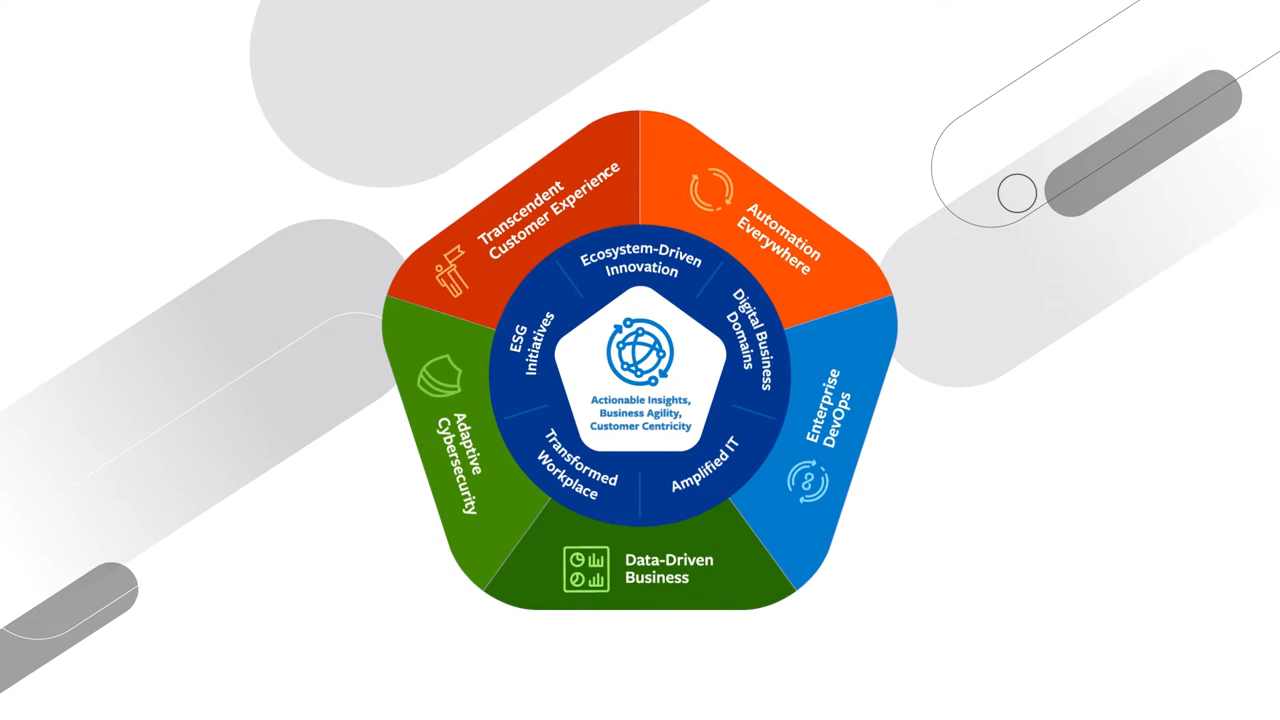 Transcendent
Customer Experience
Automation
Everywhere
Enterprise
DevOps
Data-Driven
Business
Adaptive
Cybersecurity
Ecosystem-Driven
Innovation
Digital Business
Domains
Amplified IT
Transformed
Workplace
ESG
Initiatives
Actionable Insights,
Business Agility,
Customer Centricity